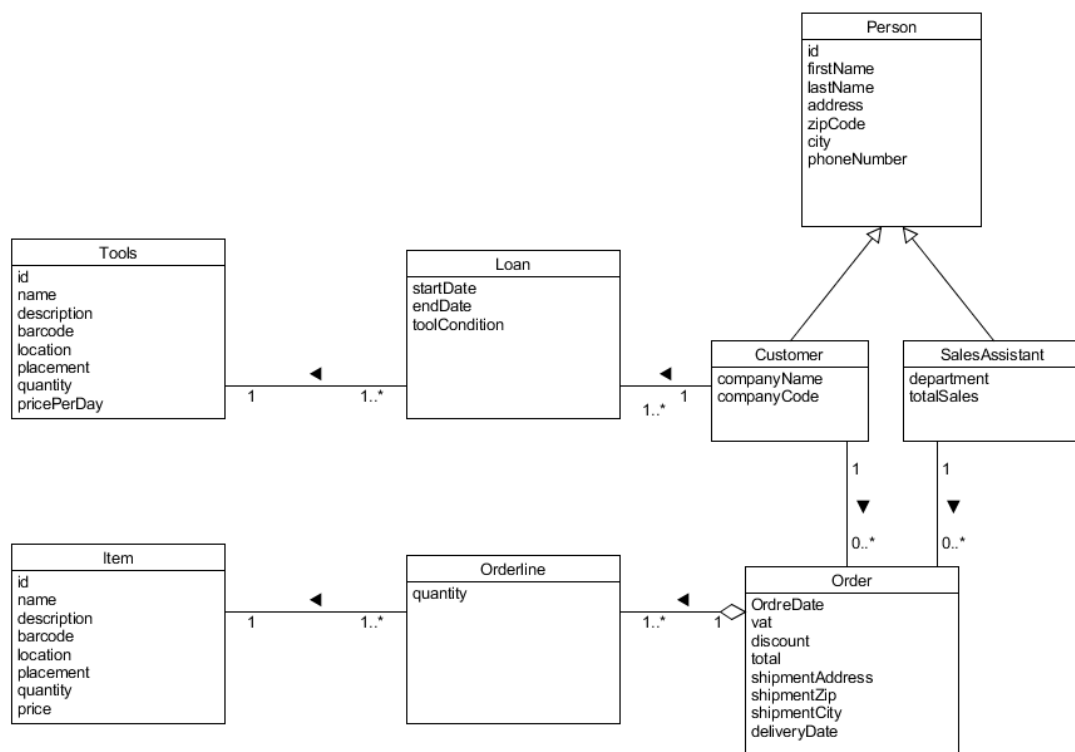 Person
id
firstName
lastName
address
zipCode
city
phoneNumber
Tools
id
name
description
barcode
location
placement
quantity
pricePerDay
Loan
startDate
endDate
toolCondition
Customer
companyName
companyCode
SalesAssistant
department
totalSales
1
1..*
1..*
1
1
1
0..*
0..*
Item
id
name
description
barcode
location
placement
quantity
price
Orderline
quantity
Order
OrdreDate
vat
discount
total
shipmentAddress
shipmentZip
shipmentCity
deliveryDate
1
1..*
1..*
1